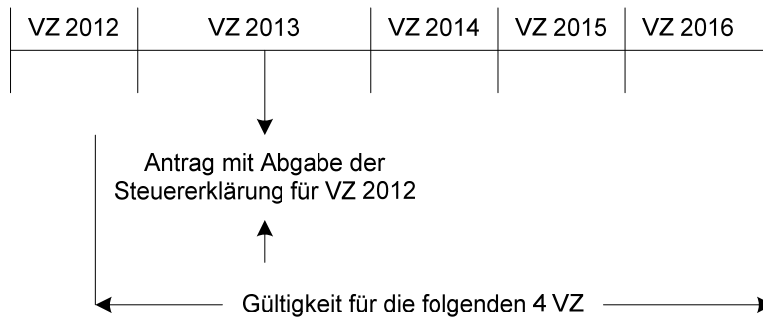 VZ 2012 VZ 2013 VZ 2014 VZ 2015 VZ 2016
Antrag mit Abgabe der
Steuererklärung für VZ 2012
Gültigkeit für die folgenden 4 VZ